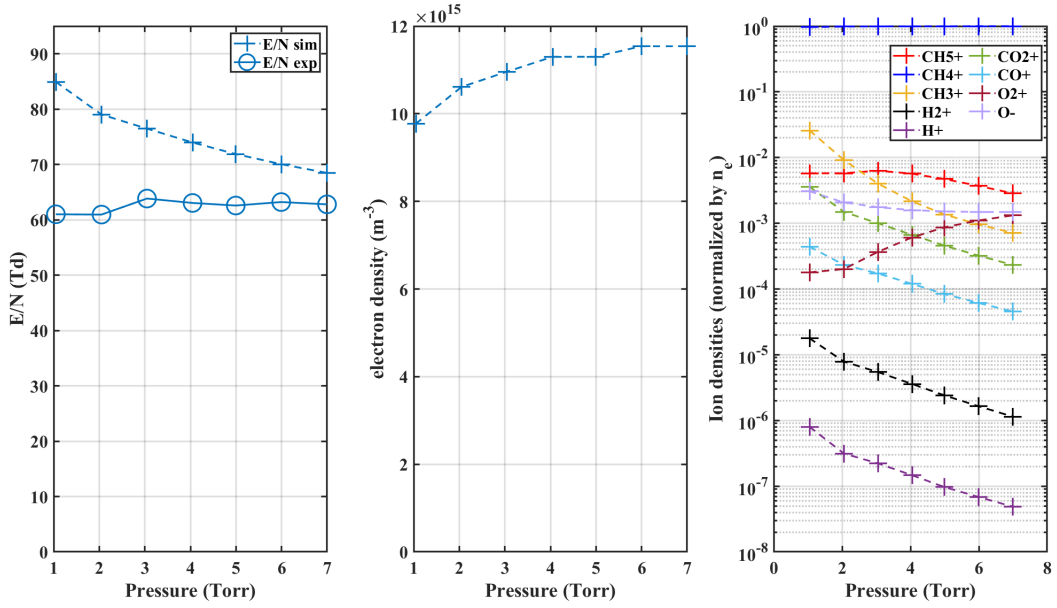 E/N sim
E/N exp
90
80
70
60
50
40
30
20
10
0
1 2 3 4 5 6 7
Pressure (Torr)
E/N (Td)
×10^15
12
10
8
6
4
2
0
1 2 3 4 5 6 7
Pressure (Torr)
electron density (m^-3)
CH5+ CO2+
CH4+ CO+
CH3+ O2+
H2+ O-
H+
10^0
10^-1
10^-2
10^-3
10^-4
10^-5
10^-6
10^-7
10^-8
0 2 4 6 8
Pressure (Torr)
Ion densities (normalized by n_e)